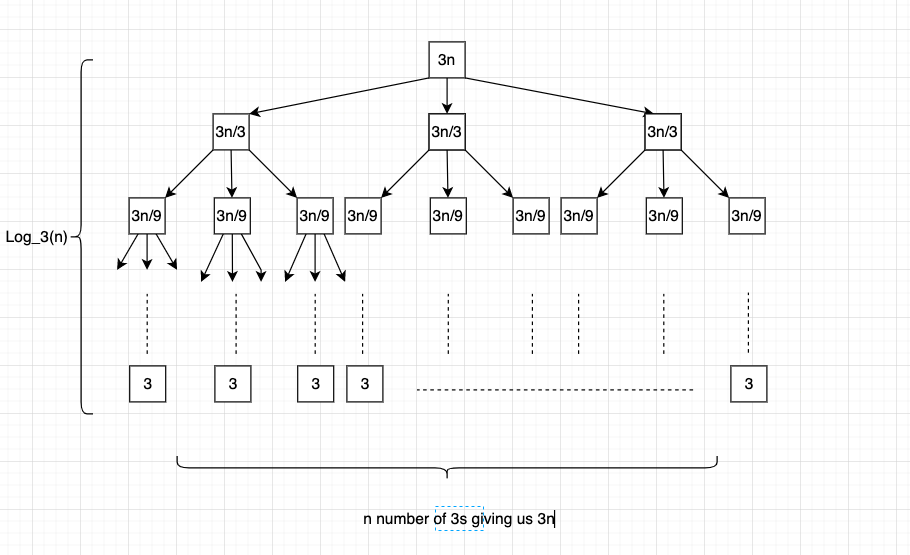 3n
3n/3 3n/3 3n/3
3n/9 3n/9 3n/9 3n/9 3n/9 3n/9 3n/9 3n/9 3n/9
Log_3(n)
3 3 3 3 3
n number of 3s giving us 3n